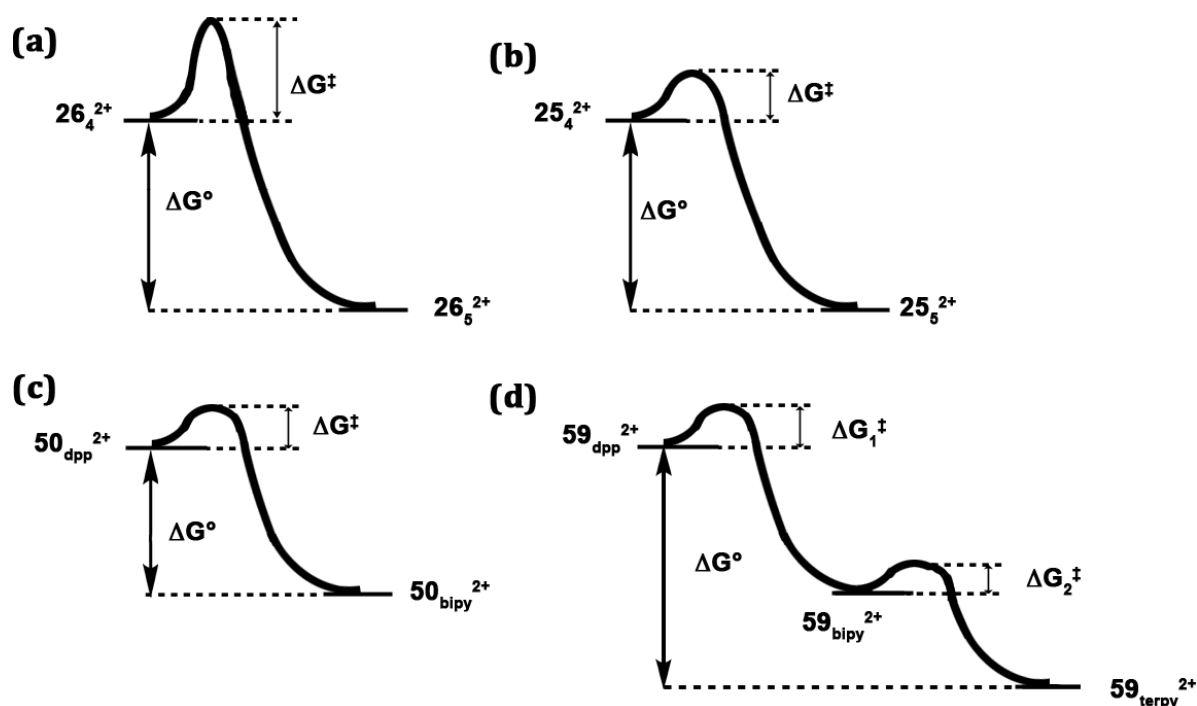 (a)
ΔG‡
26₄²⁺
ΔG°
26₅²⁺
(b)
ΔG‡
25₄²⁺
ΔG°
25₅²⁺
(c)
50dpp²⁺
ΔG‡
ΔG°
50bipy²⁺
(d)
59dpp²⁺
ΔG₁‡
ΔG°
ΔG₂‡
59bipy²⁺
59terpy²⁺